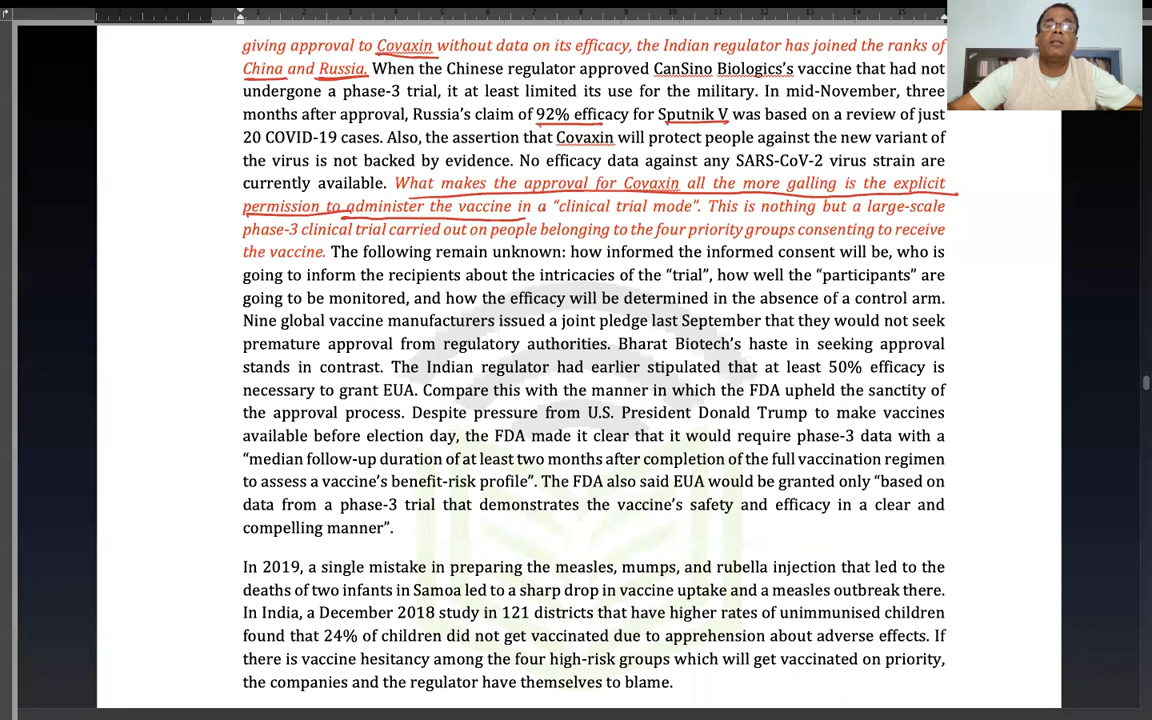 1 2 3 4 5 6 7 8 9 10 11 12 13 14 15
giving approval to Covaxin without data on its efficacy, the Indian regulator has joined the ranks of
China and Russia. When the Chinese regulator approved CanSino Biologics’s vaccine that had not
undergone a phase-3 trial, it at least limited its use for the military. In mid-November, three
months after approval, Russia’s claim of 92% efficacy for Sputnik V was based on a review of just
20 COVID-19 cases. Also, the assertion that Covaxin will protect people against the new variant of
the virus is not backed by evidence. No efficacy data against any SARS-CoV-2 virus strain are
currently available. What makes the approval for Covaxin all the more galling is the explicit
permission to administer the vaccine in a “clinical trial mode”. This is nothing but a large-scale
phase-3 clinical trial carried out on people belonging to the four priority groups consenting to receive
the vaccine. The following remain unknown: how informed the informed consent will be, who is
going to inform the recipients about the intricacies of the “trial”, how well the “participants” are
going to be monitored, and how the efficacy will be determined in the absence of a control arm.
Nine global vaccine manufacturers issued a joint pledge last September that they would not seek
premature approval from regulatory authorities. Bharat Biotech’s haste in seeking approval
stands in contrast. The Indian regulator had earlier stipulated that at least 50% efficacy is
necessary to grant EUA. Compare this with the manner in which the FDA upheld the sanctity of
the approval process. Despite pressure from U.S. President Donald Trump to make vaccines
available before election day, the FDA made it clear that it would require phase-3 data with a
“median follow-up duration of at least two months after completion of the full vaccination regimen
to assess a vaccine’s benefit-risk profile”. The FDA also said EUA would be granted only “based on
data from a phase-3 trial that demonstrates the vaccine’s safety and efficacy in a clear and
compelling manner”.
In 2019, a single mistake in preparing the measles, mumps, and rubella injection that led to the
deaths of two infants in Samoa led to a sharp drop in vaccine uptake and a measles outbreak there.
In India, a December 2018 study in 121 districts that have higher rates of unimmunised children
found that 24% of children did not get vaccinated due to apprehension about adverse effects. If
there is vaccine hesitancy among the four high-risk groups which will get vaccinated on priority,
the companies and the regulator have themselves to blame.